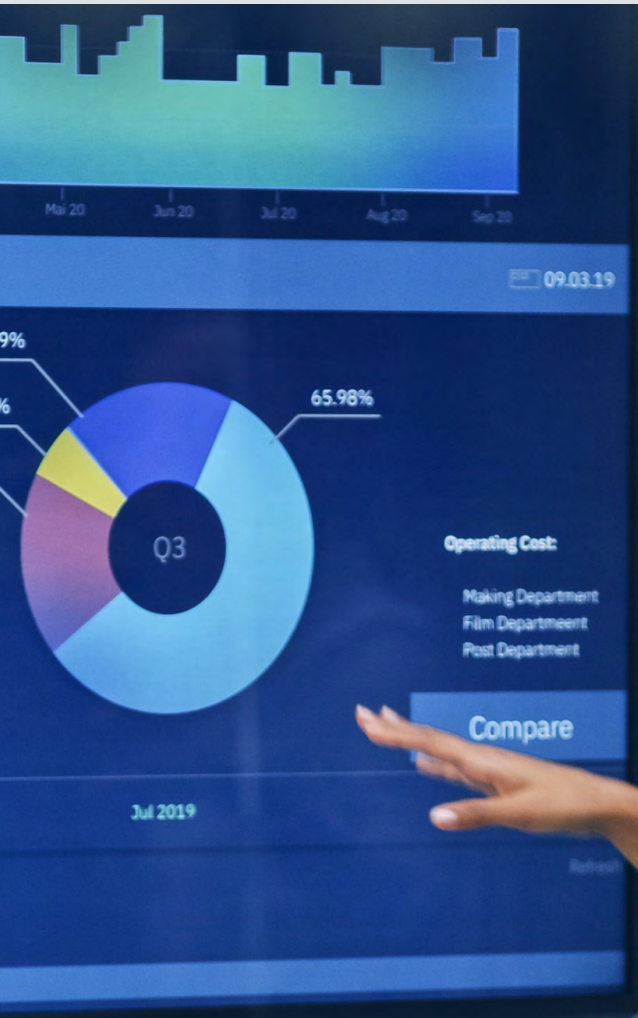 Mai 20 Jun 20 Jul 20 Aug 20 Sep 20
09.03.19
9%
65.98%
%
Q3
Operating Cost:
Making Department
Film Departmeent
Post Department
Compare
Jul 2019
Refresh